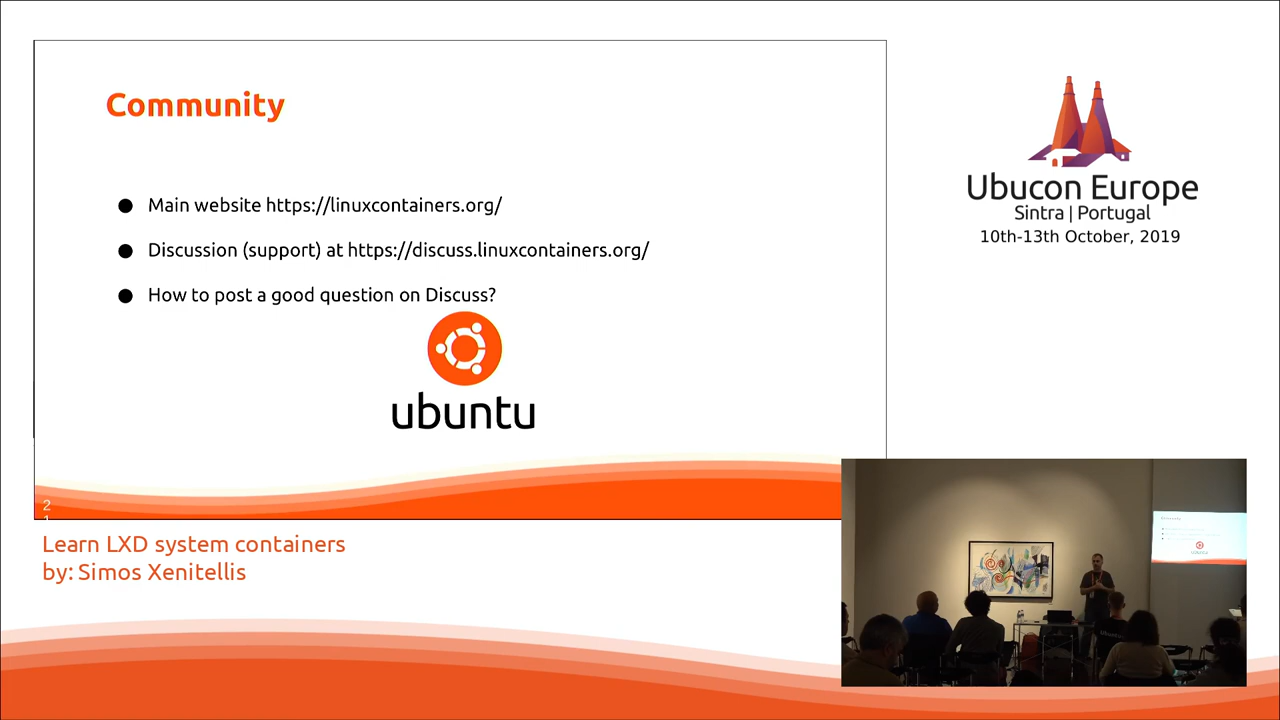 Community
Main website https://linuxcontainers.org/
Discussion (support) at https://discuss.linuxcontainers.org/
How to post a good question on Discuss?
ubuntu
2
Learn LXD system containers
by: Simos Xenitellis
Ubucon Europe
Sintra | Portugal
10th-13th October, 2019